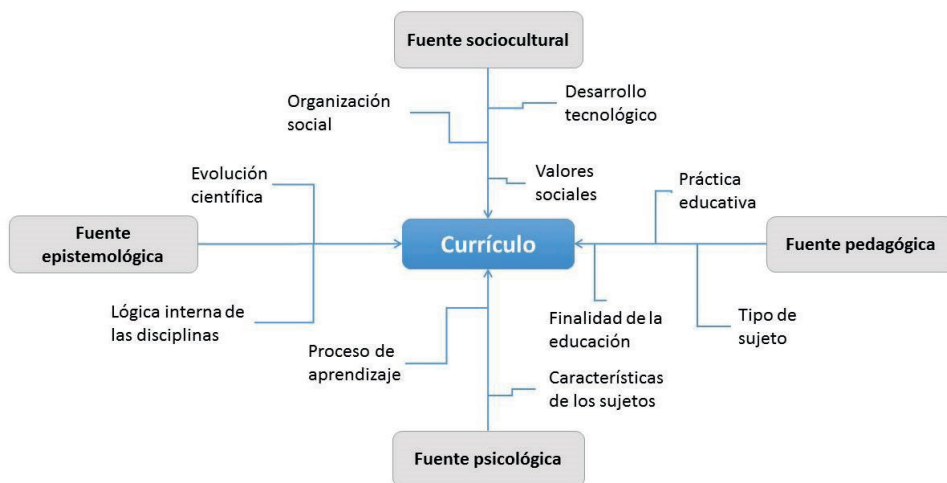 Fuente sociocultural
Organización
social
Desarrollo
tecnológico
Evolución
científica
Valores
sociales
Práctica
educativa
Fuente
epistemológica
Currículo
Fuente pedagógica
Lógica interna de
las disciplinas
Proceso de
aprendizaje
Finalidad de la
educación
Tipo de
sujeto
Características
de los sujetos
Fuente psicológica